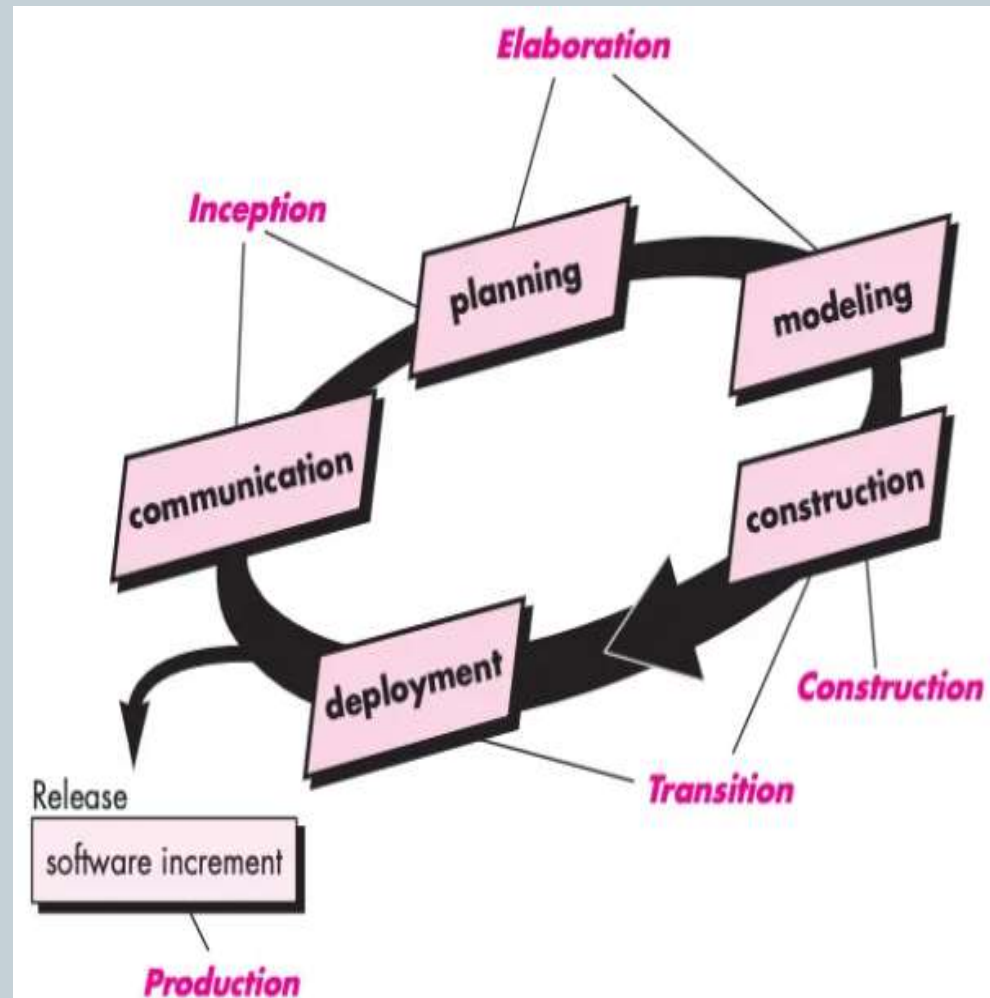 Elaboration
Inception
planning
modeling
communication
construction
deployment
Construction
Transition
Release
software increment
Production